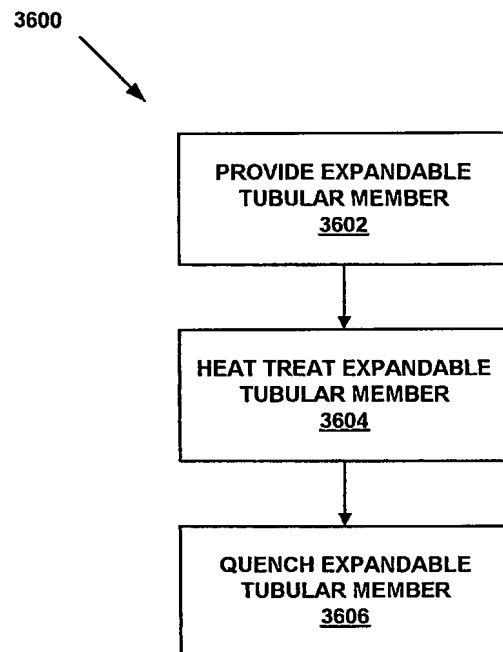 3600
PROVIDE EXPANDABLE
TUBULAR MEMBER
3602
HEAT TREAT EXPANDABLE
TUBULAR MEMBER
3604
QUENCH EXPANDABLE
TUBULAR MEMBER
3606